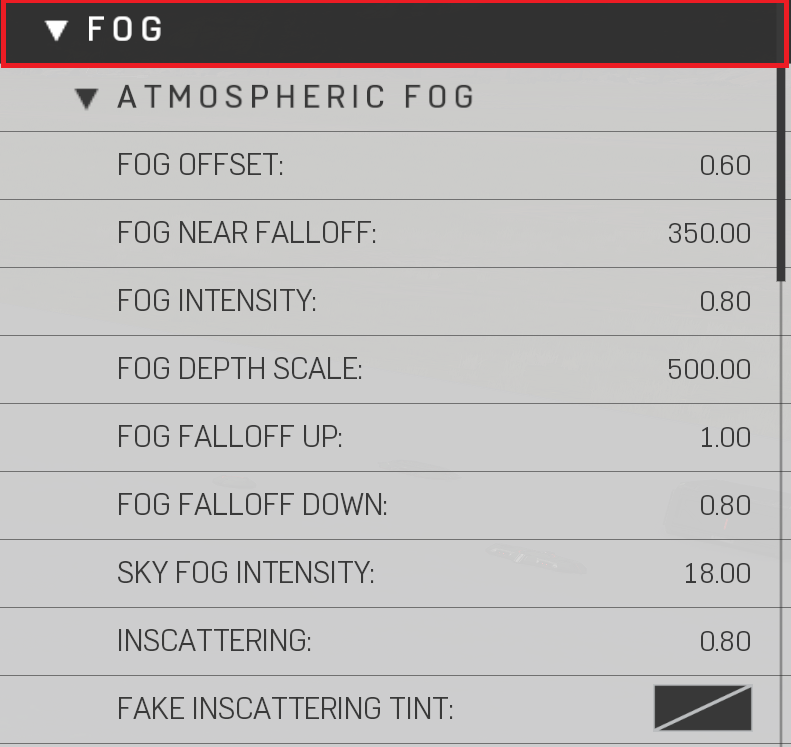 FOG
ATMOSPHERIC FOG
FOG OFFSET: 0.60
FOG NEAR FALLOFF: 350.00
FOG INTENSITY: 0.80
FOG DEPTH SCALE: 500.00
FOG FALLOFF UP: 1.00
FOG FALLOFF DOWN: 0.80
SKY FOG INTENSITY: 18.00
INSCATTERING: 0.80
FAKE INSCATTERING TINT: